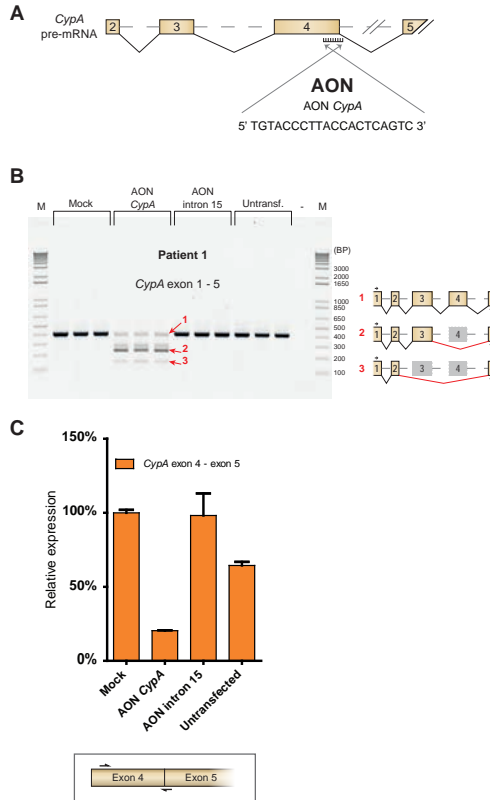 A
CypA
pre-mRNA
2 3 4 5
AON
AON CypA
5' TGTACCCTTACCACTCAGTC 3'
B
M Mock AON CypA AON intron 15 Untransf. - M
Patient 1
CypA exon 1 - 5
(BP)
3000
2000
1650
1000
850
650
500
400
300
200
100
1
2
3
1 1 2 3 4
2 1 2 3 4
3 1 2 3 4
C
150%
100%
50%
0%
Relative expression
CypA exon 4 - exon 5
Mock
AON CypA
AON intron 15
Untransfected
Exon 4 Exon 5